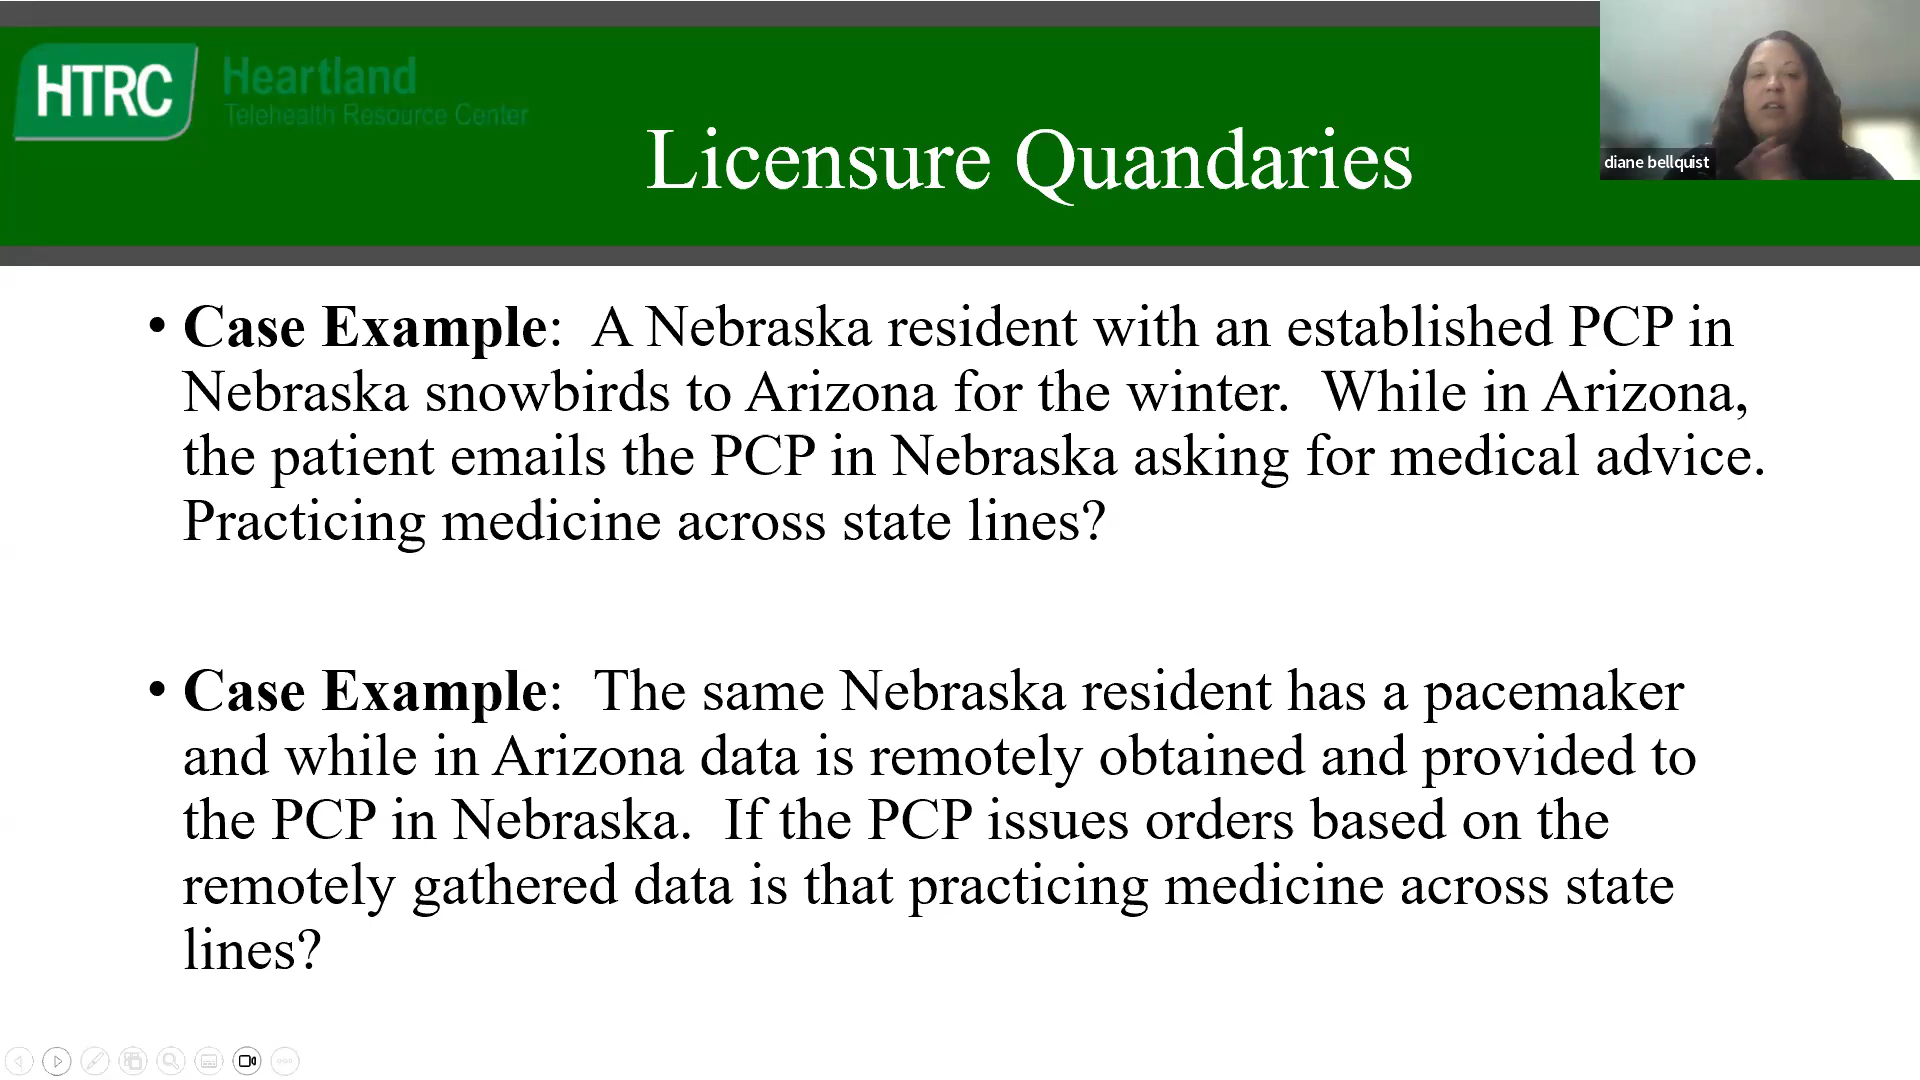 HTRC
Heartland
Telehealth Resource Center
Licensure Quandaries
diane bellquist
• Case Example:  A Nebraska resident with an established PCP in
Nebraska snowbirds to Arizona for the winter.  While in Arizona,
the patient emails the PCP in Nebraska asking for medical advice.
Practicing medicine across state lines?
• Case Example:  The same Nebraska resident has a pacemaker
and while in Arizona data is remotely obtained and provided to
the PCP in Nebraska.  If the PCP issues orders based on the
remotely gathered data is that practicing medicine across state
lines?